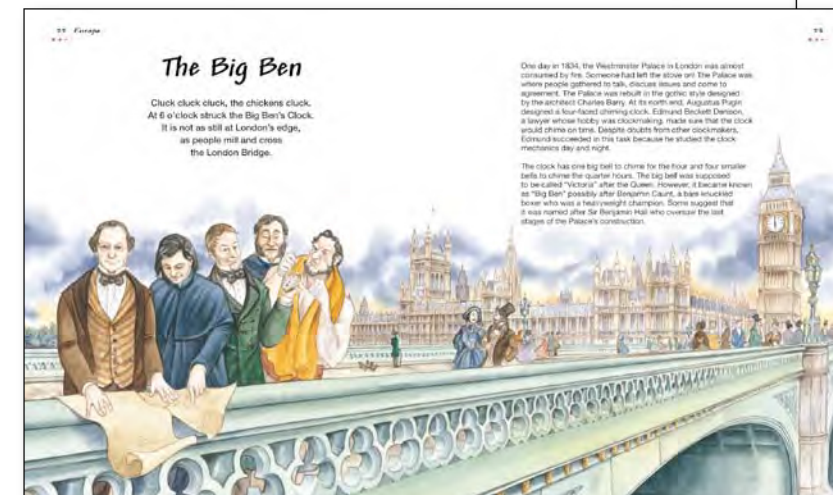 Europe
The Big Ben
Cluck cluck cluck, the chickens cluck.
At 6 o'clock struck the Big Ben's Clock.
It is not as still at London's edge,
as people mill and cross
the London Bridge.
One day in 1834, the Westminster Palace in London was almost
consumed by fire. Someone had left the stove on! The Palace was
where people gathered to talk, discuss issues and come to
agreement. The Palace was rebuilt in the gothic style designed
by the architect Charles Barry. At its north end, Augustus Pugin
designed a four-faced chiming clock. Edmund Beckett Denison,
a lawyer whose hobby was clockmaking, made sure that the clock
would chime on time. Despite doubts from other clockmakers,
Edmund succeeded in this task because he studied the clock
mechanics day and night.
The clock has one big bell to chime for the hour and four smaller
bells to chime the quarter hours. The big bell was supposed
to be called "Victoria" after the Queen. However, it became known
as "Big Ben" possibly after Benjamin Caunt, a bare knuckled
boxer who was a heavyweight champion. Some suggest that
it was named after Sir Benjamin Hall who oversaw the last
stages of the Palace's construction.